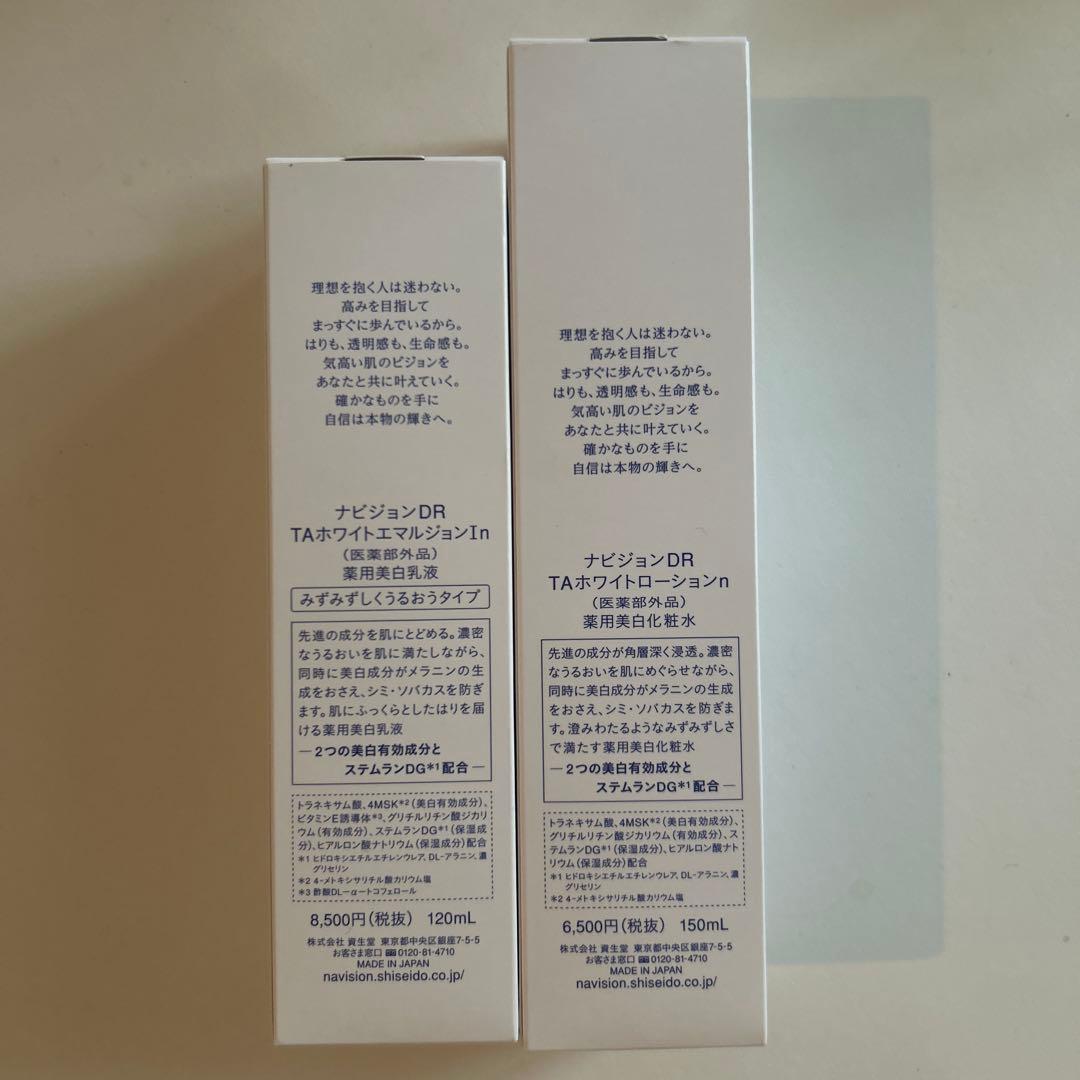 理想を抱く人は迷わない。
高みを目指して
まっすぐに歩んでいるから。
はりも、透明感も、生命感も。
気高い肌のビジョンを
あなたと共に叶えていく。
確かなものを手に
自信は本物の輝きへ。
ナビジョンDR
TAホワイトエマルジョンIn
(医薬部外品)
薬用美白乳液
みずみずしくうるおうタイプ
先進の成分を肌にとどめる。濃密
なうるおいを肌に満たしながら、
同時に美白成分がメラニンの生
成をおさえ、シミ・ソバカスを防ぎ
ます。肌にふっくらとしたはりを届
ける薬用美白乳液
―2つの美白有効成分と
ステムランDG*1配合―
トラネキサム酸、4MSK*2(美白有効成分)、
ビタミンE誘導体*3、グリチルリチン酸ジカリ
ウム(有効成分)、ステムランDG*1(保湿成
分)、ヒアルロン酸ナトリウム(保湿成分)配合
*1 ヒドロキシエチルエチレンウレア、DL-アラニン、濃
グリセリン
*2 4-メトキシサリチル酸カリウム塩
*3 酢酸DL-α-トコフェロール
8,500円(税抜) 120mL
株式会社 資生堂 東京都中央区銀座7-5-5
お客さま窓口 0120-81-4710
MADE IN JAPAN
navision.shiseido.co.jp/
理想を抱く人は迷わない。
高みを目指して
まっすぐに歩んでいるから。
はりも、透明感も、生命感も。
気高い肌のビジョンを
あなたと共に叶えていく。
確かなものを手に
自信は本物の輝きへ。
ナビジョンDR
TAホワイトローションn
(医薬部外品)
薬用美白化粧水
先進の成分が角層深く浸透。濃密
なうるおいを肌にめぐらせながら、
同時に美白成分がメラニンの生成
をおさえ、シミ・ソバカスを防ぎま
す。澄みわたるようなみずみずしさ
で満たす薬用美白化粧水
―2つの美白有効成分と
ステムランDG*1配合―
トラネキサム酸、4MSK*2(美白有効成分)、
グリチルリチン酸ジカリウム(有効成分)、ス
テムランDG*1(保湿成分)、ヒアルロン酸ナト
リウム(保湿成分)配合
*1 ヒドロキシエチルエチレンウレア、DL-アラニン、濃
グリセリン
*2 4-メトキシサリチル酸カリウム塩
6,500円(税抜) 150mL
株式会社 資生堂 東京都中央区銀座7-5-5
お客さま窓口 0120-81-4710
MADE IN JAPAN
navision.shiseido.co.jp/